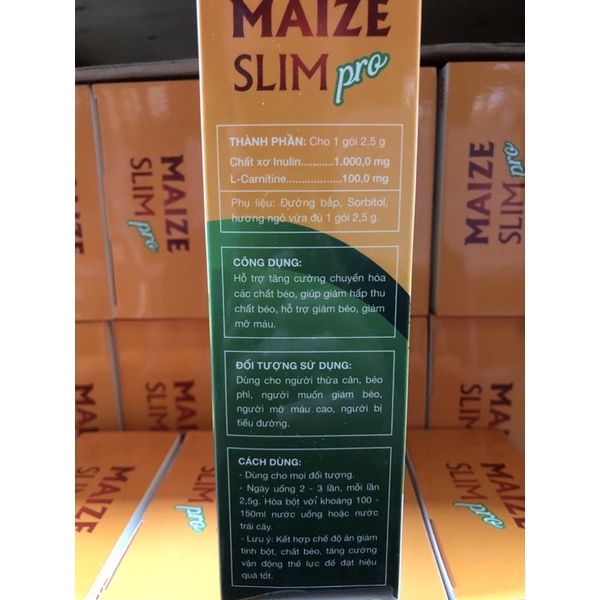 MAIZE
SLIM pro
THÀNH PHẦN: Cho 1 gói 2,5 g
Chất xơ Inulin..........1.000,0 mg
L-Carnitine..................100,0 mg
Phụ liệu: Đường bắp, Sorbitol,
hương ngô vừa đủ 1 gói 2,5 g.
CÔNG DỤNG:
Hỗ trợ tăng cường chuyển hóa
các chất béo, giúp giảm hấp thu
chất béo, hỗ trợ giảm béo, giảm
mỡ máu.
ĐỐI TƯỢNG SỬ DỤNG:
Dùng cho người thừa cân, béo
phì, người muốn giảm béo,
người mỡ máu cao, người bị
tiểu đường.
CÁCH DÙNG:
- Dùng cho mọi đối tượng.
- Ngày uống 2 - 3 lần, mỗi lần
2,5g. Hòa bột với khoảng 100 -
150ml nước uống hoặc nước
trái cây.
- Lưu ý: Kết hợp chế độ ăn giảm
tinh bột, chất béo, tăng cường
vận động thể lực để đạt hiệu
quả tốt.
MAIZE
SLIM pro
MAIZE
SLIM pro
MAIZE
SLIM pro
MAIZE
SLIM pro
MAIZE
SLIM pro
MAIZE
SLIM pro